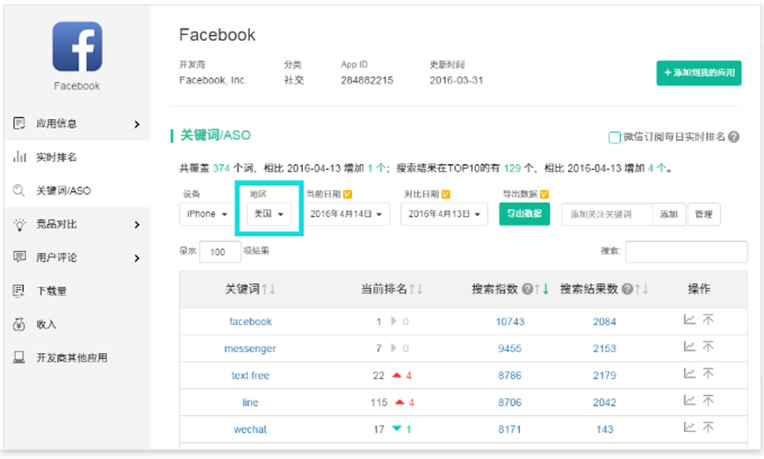 Facebook
应用信息
实时排名
关键词/ASO
竞品对比
用户评论
下载量
收入
开发商其他应用
Facebook
开发商 分类 App ID 更新时间
Facebook, Inc. 社交 284882215 2016-03-31
+添加到我的应用
关键词/ASO
微信订阅每日实时排名
共覆盖 374 个词，相比 2016-04-13 增加 1 个；搜索结果在TOP10的有 129 个，相比 2016-04-13 增加 4 个。
设备 地区 当前日期 对比日期 导出数据
iPhone 美国 2016年4月14日 2016年4月13日 导出数据 添加关注关键词 添加 管理
显示 100 项结果 搜索:
关键词 当前排名 搜索指数 搜索结果数 操作
facebook 1 0 10743 2084
messenger 7 0 9455 2153
text free 22 4 8786 2179
line 115 4 8706 2042
wechat 17 1 8171 143